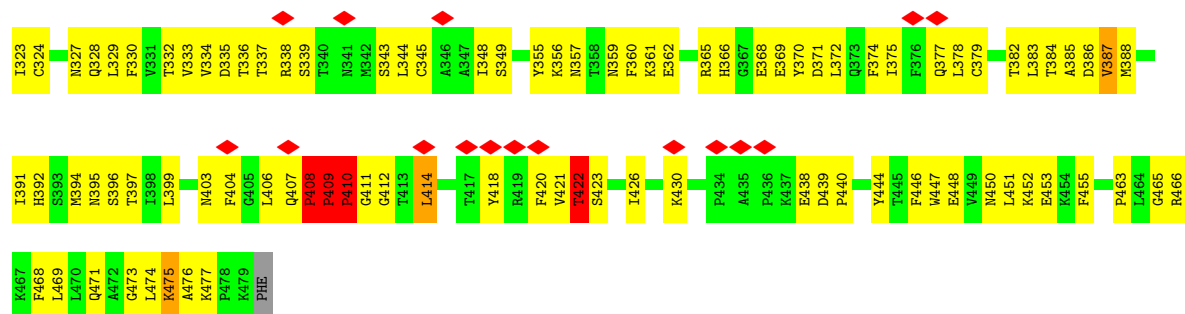 I323 C324 N327 Q328 L329 F330 V331 T332 V333 V334 D335 T336 T337 R338 S339 T340 N341 M342 S343 L344 C345 A346 A347 I348 S349 Y355 K356 N357 T358 N359 F360 K361 E362 R365 H366 G367 E368 E369 Y370 D371 L372 Q373 F374 I375 F376 Q377 L378 C379 T382 L383 T384 A385 D386 V387 M388
I391 H392 S393 M394 N395 S396 T397 I398 L399 N403 F404 G405 L406 Q407 P408 P409 P410 G411 G412 T413 L414 T417 Y418 R419 F420 V421 T422 S423 I426 K430 P434 A435 P436 K437 E438 D439 P440 Y444 T445 F446 W447 E448 V449 N450 L451 K452 E453 K454 F455 P463 L464 G465 R466
K467 F468 L469 L470 Q471 A472 G473 L474 K475 A476 K477 P478 K479 PHE